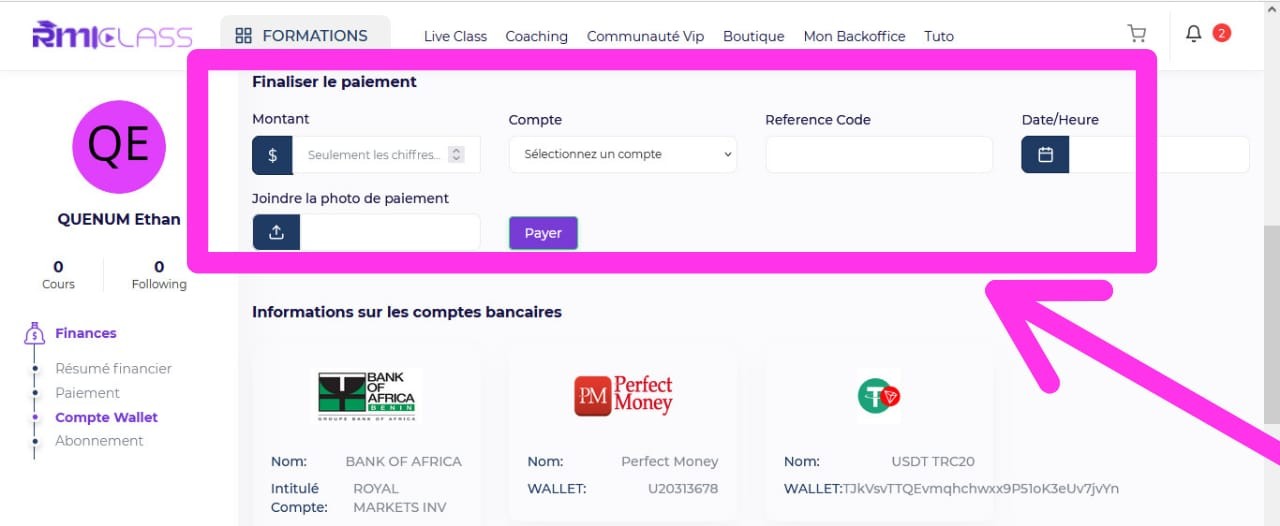 RMICLASS
FORMATIONS
Live Class
Coaching
Communauté Vip
Boutique
Mon Backoffice
Tuto
2
QE
QUENUM Ethan
0
Cours
0
Following
Finances
Résumé financier
Paiement
Compte Wallet
Abonnement
Finaliser le paiement
Montant
$
Seulement les chiffres...
Compte
Sélectionnez un compte
Reference Code
Date/Heure
Joindre la photo de paiement
Payer
Informations sur les comptes bancaires
BANK
OF
AFRICA
BENIN
GROUPE BANK OF AFRICA
Nom: BANK OF AFRICA
Intitulé Compte: ROYAL MARKETS INV
PM Perfect Money
Nom: Perfect Money
WALLET: U20313678
Nom: USDT TRC20
WALLET:TJkVsvTTQEvmqhchwxx9P51oK3eUv7jvYn